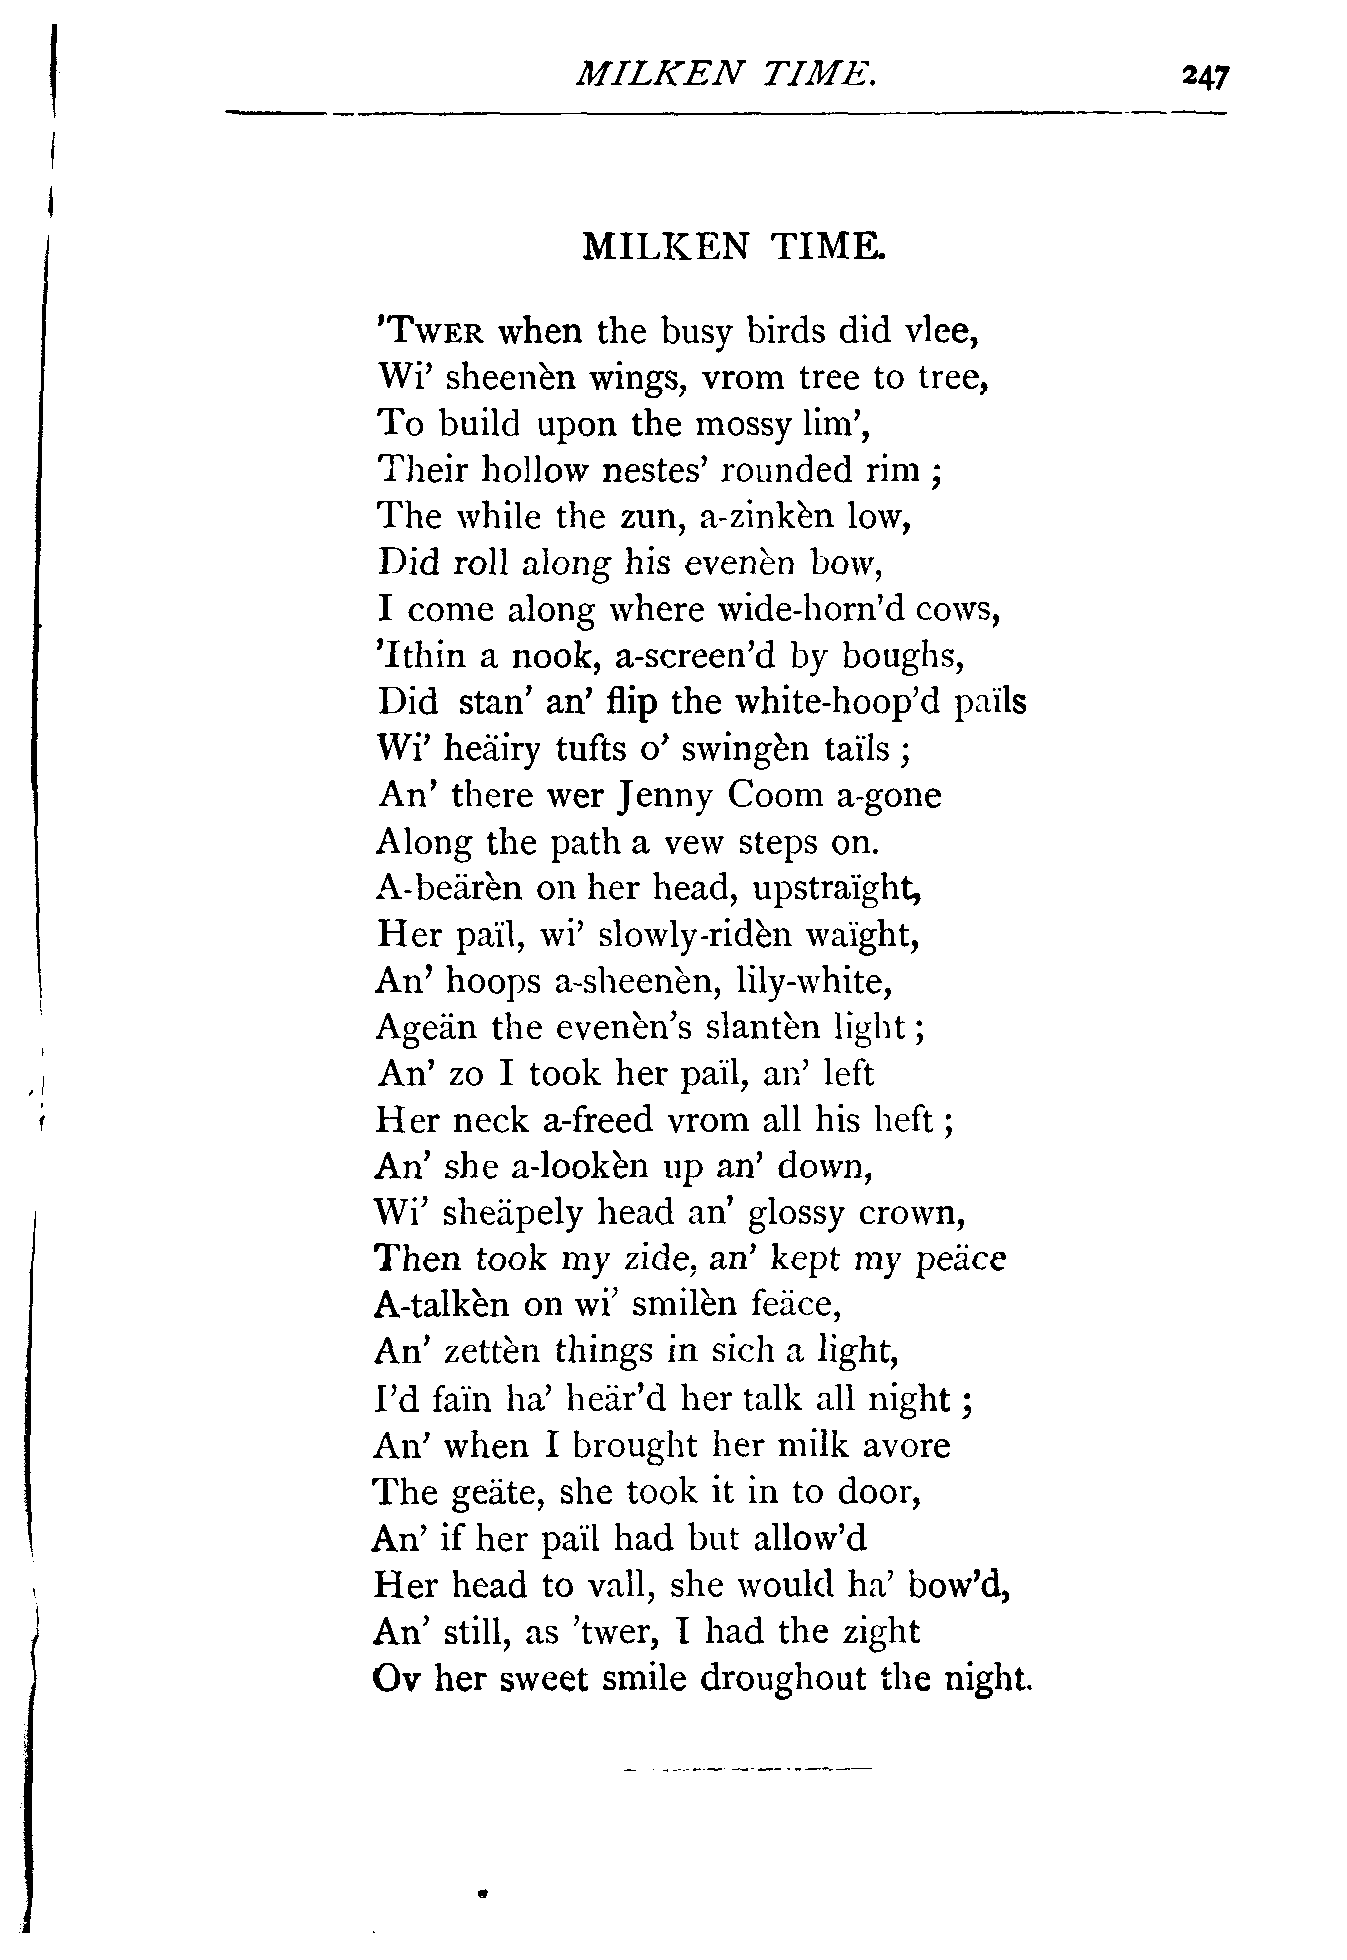 MILKEN TIME. 247
MILKEN TIME.
'TWER when the busy birds did vlee,
Wi' sheenèn wings, vrom tree to tree,
To build upon the mossy lim',
Their hollow nestes' rounded rim ;
The while the zun, a-zinkèn low,
Did roll along his evenèn bow,
I come along where wide-horn'd cows,
'Ithin a nook, a-screen'd by boughs,
Did stan' an' flip the white-hoop'd païls
Wi' heäiry tufts o' swingèn taïls ;
An' there wer Jenny Coom a-gone
Along the path a vew steps on.
A-beärèn on her head, upstraïght,
Her païl, wi' slowly-ridèn waïght,
An' hoops a-sheenèn, lily-white,
Ageän the evenèn's slantèn light ;
An' zo I took her païl, an' left
Her neck a-freed vrom all his heft ;
An' she a-lookèn up an' down,
Wi' sheäpely head an' glossy crown,
Then took my zide, an' kept my peäce
A-talkèn on wi' smilèn feäce,
An' zettèn things in sich a light,
I'd faïn ha' heär'd her talk all night ;
An' when I brought her milk avore
The geäte, she took it in to door,
An' if her païl had but allow'd
Her head to vall, she would ha' bow'd,
An' still, as 'twer, I had the zight
Ov her sweet smile droughout the night.